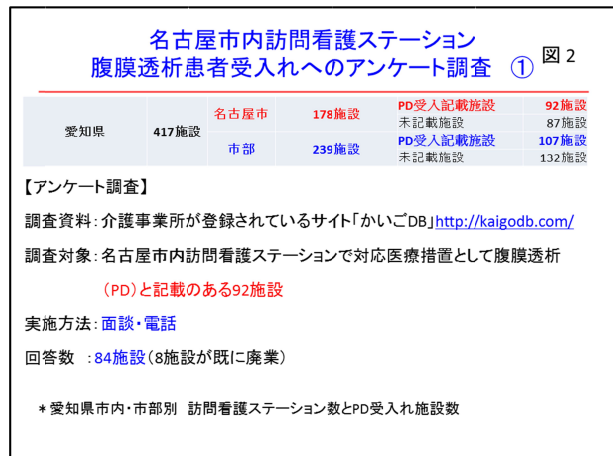 名古屋市内訪問看護ステーション
腹膜透析患者受入れへのアンケート調査 ① 図2
愛知県 417施設 名古屋市 178施設 PD受入記載施設 92施設
未記載施設 87施設
市部 239施設 PD受入記載施設 107施設
未記載施設 132施設
【アンケート調査】
調査資料：介護事業所が登録されているサイト「かいごDB」http://kaigodb.com/
調査対象：名古屋市内訪問看護ステーションで対応医療措置として腹膜透析
（PD）と記載のある92施設
実施方法：面談・電話
回答数 ：84施設（8施設が既に廃業）
＊愛知県市内・市部別 訪問看護ステーション数とPD受入れ施設数